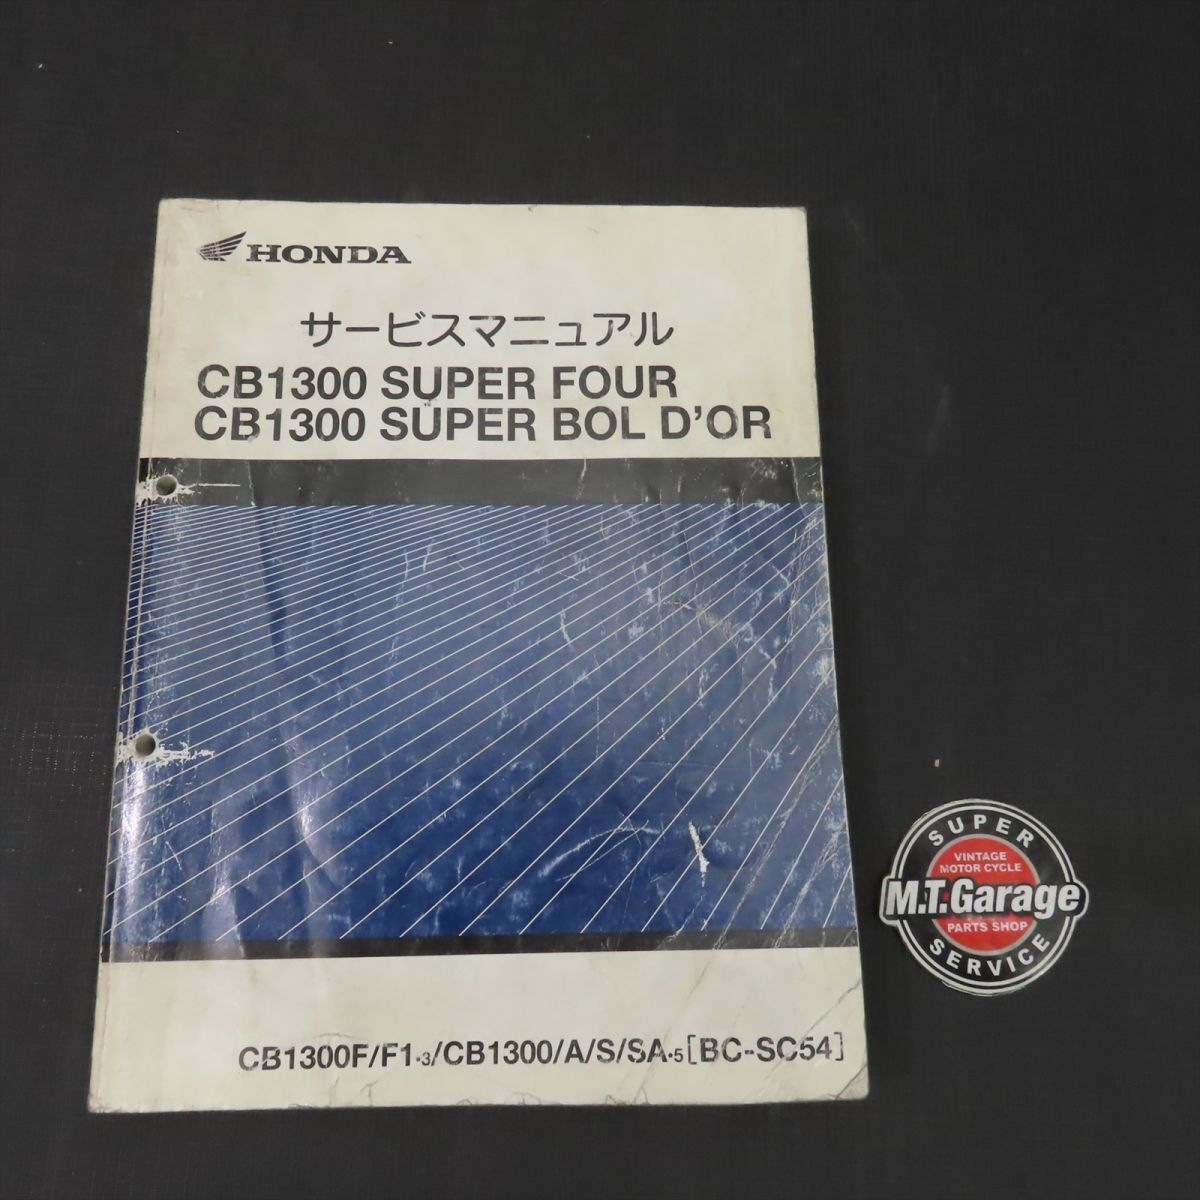 HONDA
サービスマニュアル
CB1300 SUPER FOUR
CB1300 SUPER BOL D'OR
CB1300F/F1·3/CB1300/A/S/SA·5[BC-SC54]
SUPER
VINTAGE
MOTOR CYCLE
M.T.Garage
PARTS SHOP
SERVICE